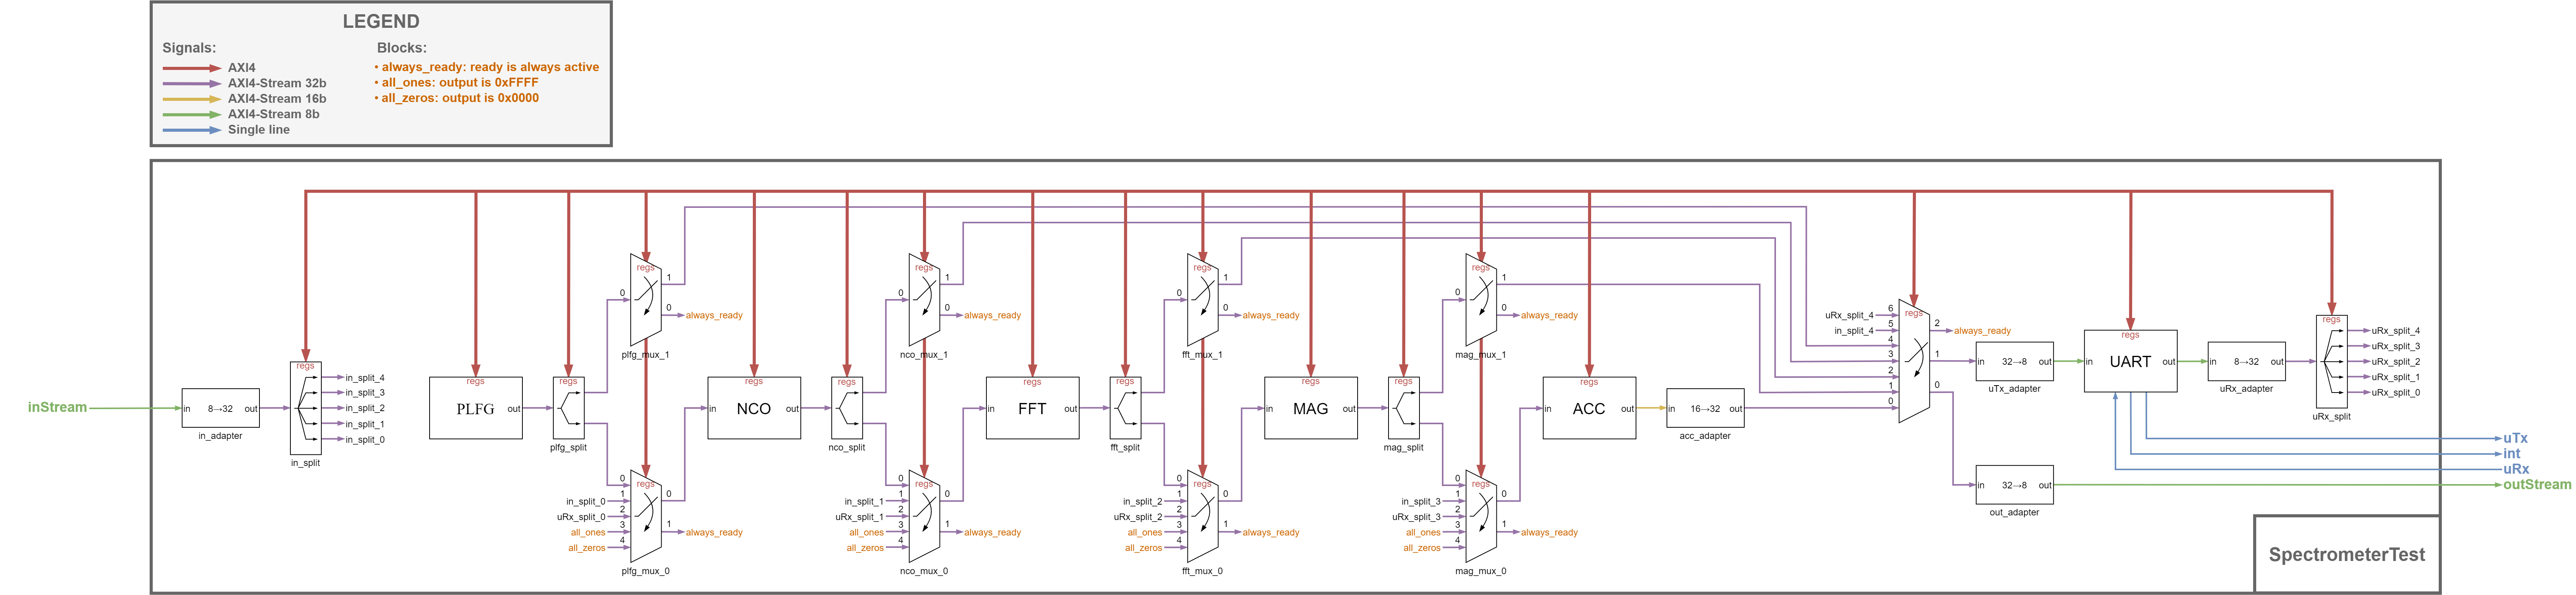 LEGEND
Signals:
Blocks:
AXI4
AXI4-Stream 32b
AXI4-Stream 16b
AXI4-Stream 8b
Single line
• always_ready: ready is always active
• all_ones: output is 0xFFFF
• all_zeros: output is 0x0000
inStream
in 8→32 out
in_adapter
regs
in_split_4
in_split_3
in_split_2
in_split_1
in_split_0
in_split
regs
PLFG out
regs
plfg_split
regs
0
1
0
always_ready
plfg_mux_1
regs
0
in_split_0 1
uRx_split_0 2
all_ones 3
all_zeros 4
0
1
always_ready
plfg_mux_0
regs
in NCO out
regs
nco_split
regs
0
1
0
always_ready
nco_mux_1
regs
0
in_split_1 1
uRx_split_1 2
all_ones 3
all_zeros 4
0
1
always_ready
nco_mux_0
regs
in FFT out
regs
fft_split
regs
0
1
0
always_ready
fft_mux_1
regs
0
in_split_2 1
uRx_split_2 2
all_ones 3
all_zeros 4
0
1
always_ready
fft_mux_0
regs
in MAG out
regs
mag_split
regs
0
1
0
always_ready
mag_mux_1
regs
0
in_split_3 1
uRx_split_3 2
all_ones 3
all_zeros 4
0
1
always_ready
mag_mux_0
regs
in ACC out
in 16→32 out
acc_adapter
regs
uRx_split_4 6
in_split_4 5
4
3
2
1
0
2
always_ready
1
0
in 32→8 out
uTx_adapter
regs
in UART out
in 8→32 out
uRx_adapter
regs
uRx_split_4
uRx_split_3
uRx_split_2
uRx_split_1
uRx_split_0
uRx_split
in 32→8 out
out_adapter
uTx
int
uRx
outStream
SpectrometerTest